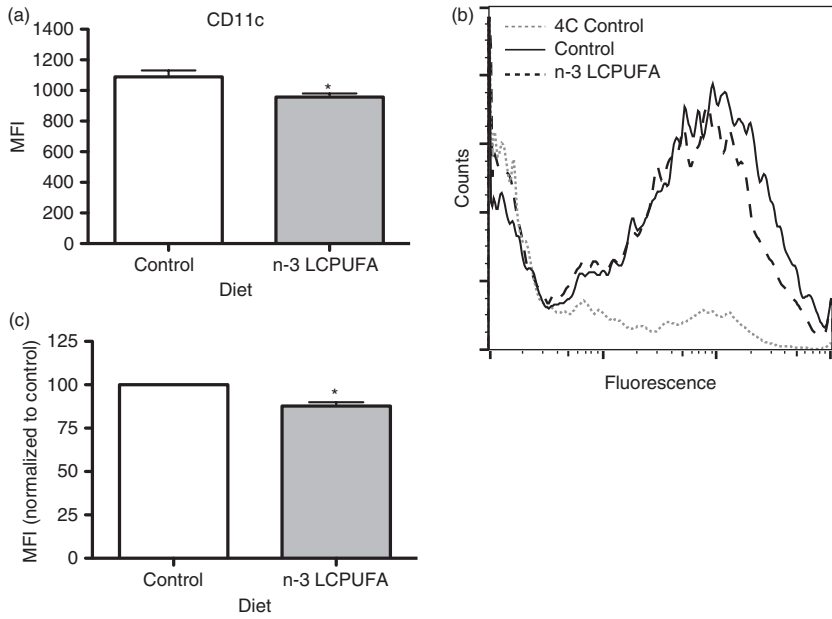 (a)
CD11c
1400
1200
1000
800
600
400
200
0
MFI
*
Control
n-3 LCPUFA
Diet
(b)
4C Control
Control
n-3 LCPUFA
Counts
Fluorescence
(c)
125
100
75
50
25
0
MFI (normalized to control)
*
Control
n-3 LCPUFA
Diet